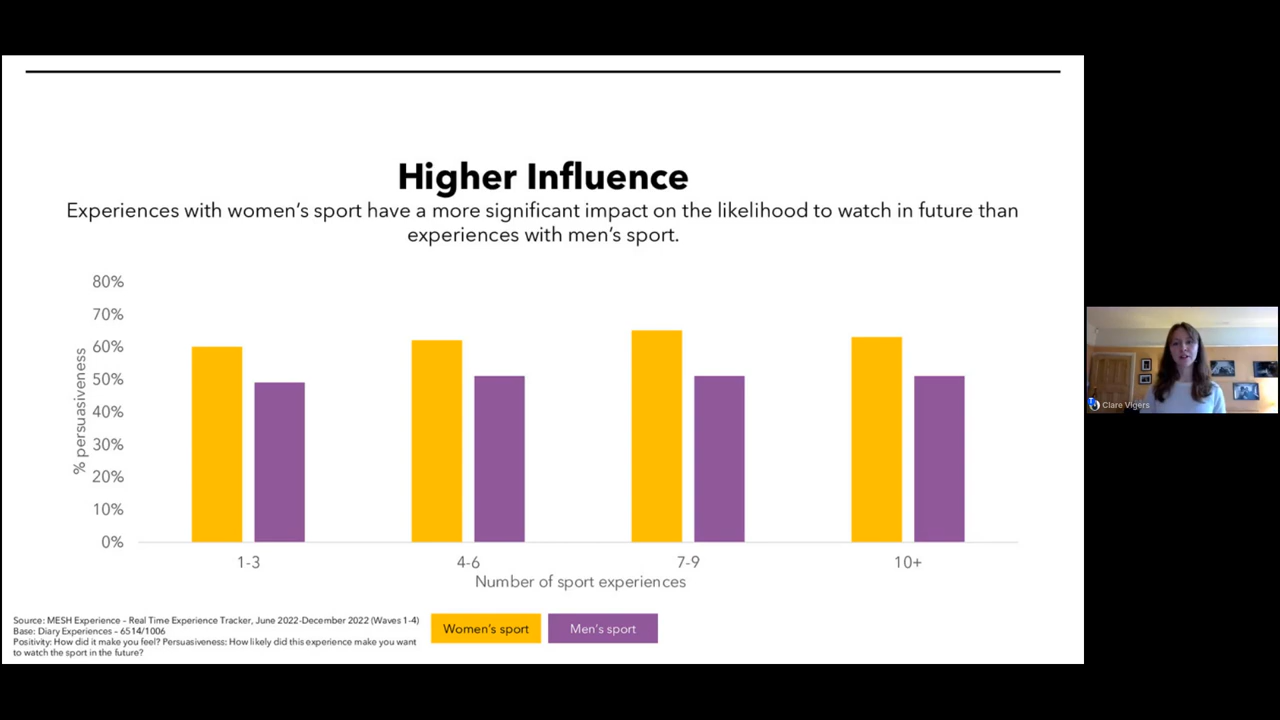 Higher Influence
Experiences with women's sport have a more significant impact on the likelihood to watch in future than
experiences with men's sport.
% persuasiveness
80%
70%
60%
50%
40%
30%
20%
10%
0%
1-3
4-6
7-9
10+
Number of sport experiences
Source: MESH Experience – Real Time Experience Tracker, June 2022-December 2022 (Waves 1-4)
Base: Diary Experiences – 6514/1006
Positivity: How did it make you feel? Persuasiveness: How likely did this experience make you want
to watch the sport in the future?
Women's sport
Men's sport
Clare Vigers